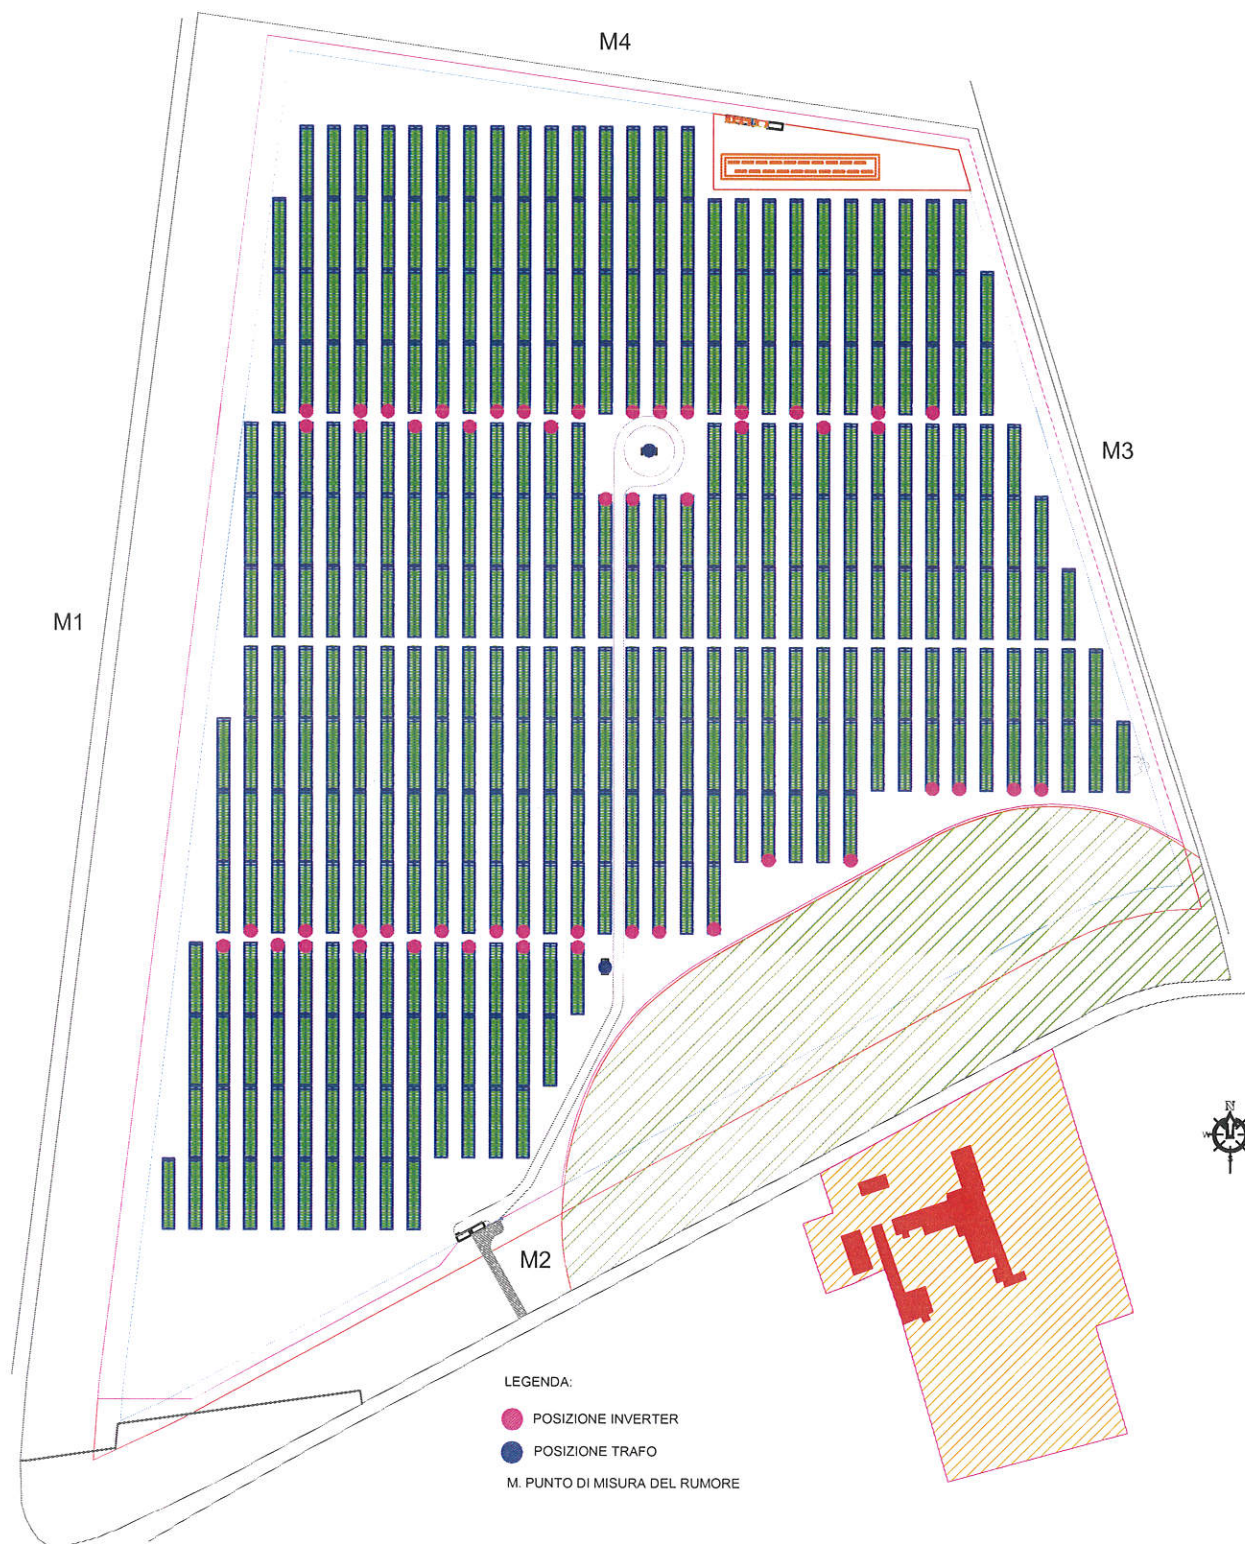 M4
M3
M1
N
W
S
M2
LEGENDA:
POSIZIONE INVERTER
POSIZIONE TRAFO
M. PUNTO DI MISURA DEL RUMORE